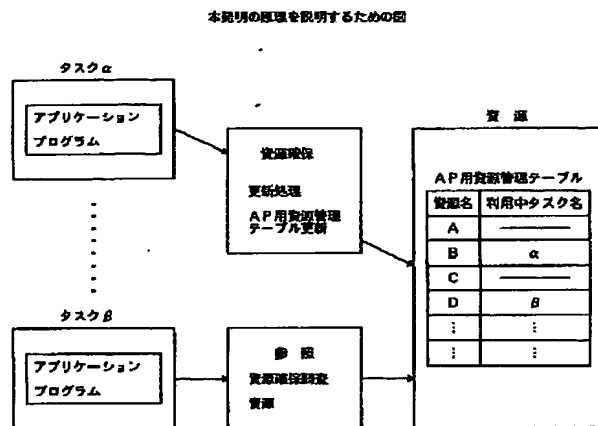 本発明の原理を説明するための図
タスクα
アプリケーション
プログラム
資源確保
更新処理
AP用資源管理
テーブル更新
資 源
AP用資源管理テーブル
資源名 利用中タスク名
A ―――
B α
C ―――
D β
⋮ ⋮
⋮ ⋮
タスクβ
アプリケーション
プログラム
参 照
資源確保調査
資源